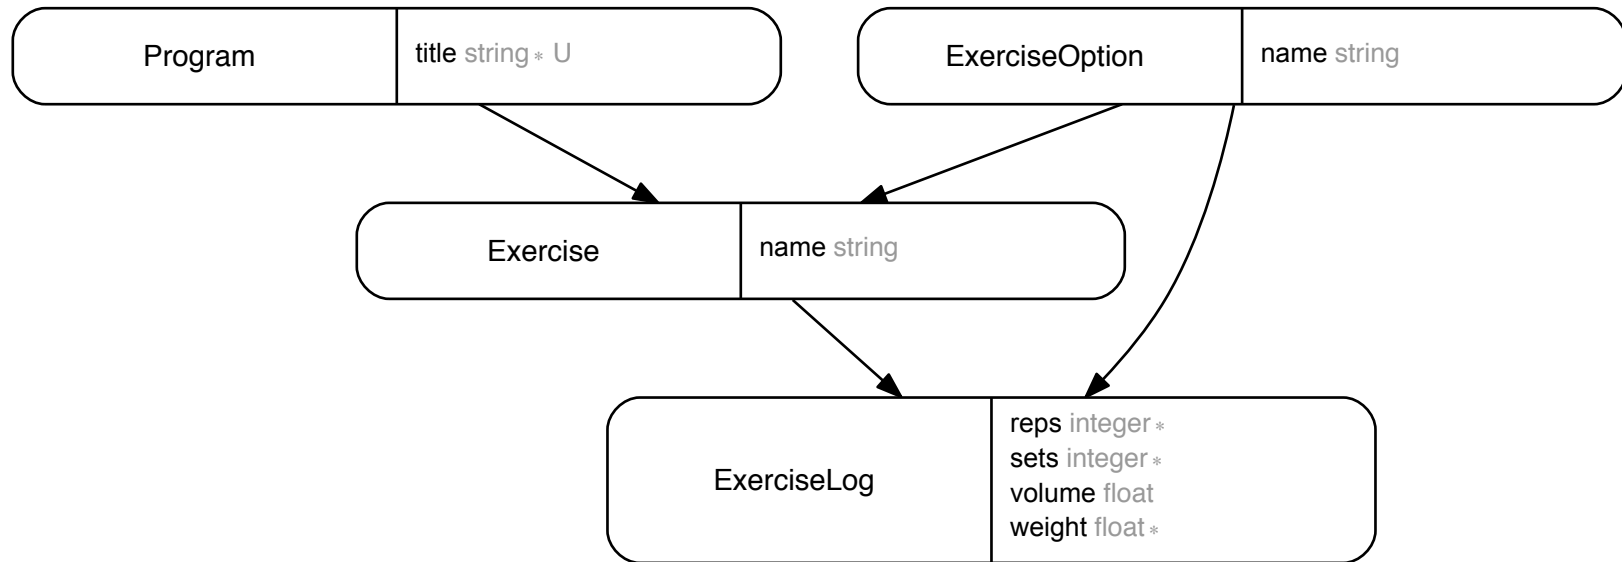 Program
title string * U
ExerciseOption
name string
Exercise
name string
ExerciseLog
reps integer *
sets integer *
volume float
weight float *